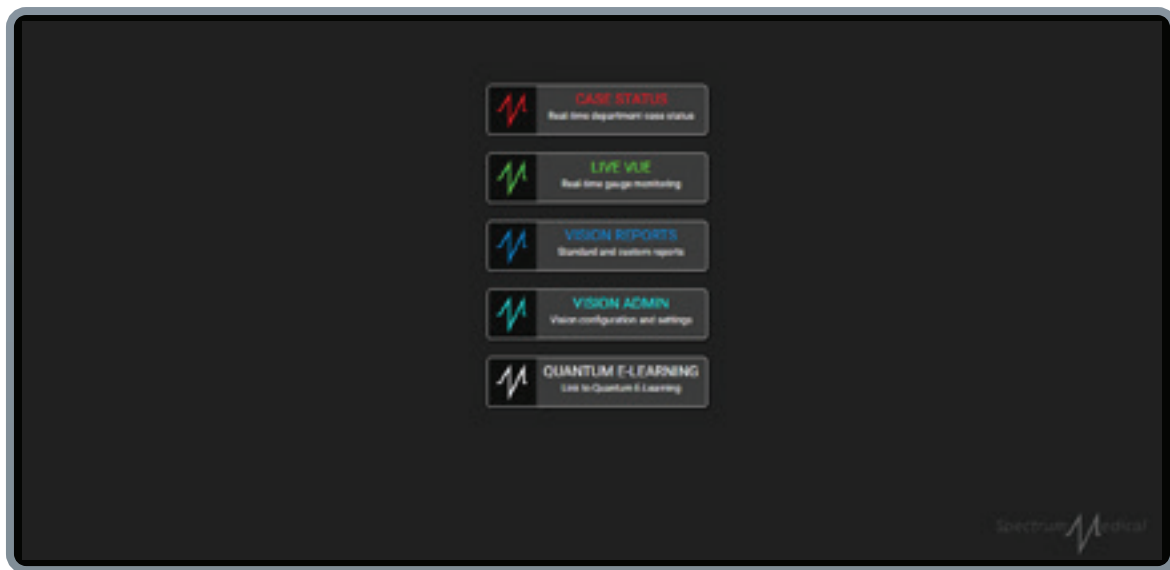 CASE STATUS
Real-time department case status
LIVE VUE
Real-time gauge monitoring
VISION REPORTS
Standard and custom reports
VISION ADMIN
Vision configuration and settings
QUANTUM E-LEARNING
Link to Quantum E-Learning
Spectrum Medical